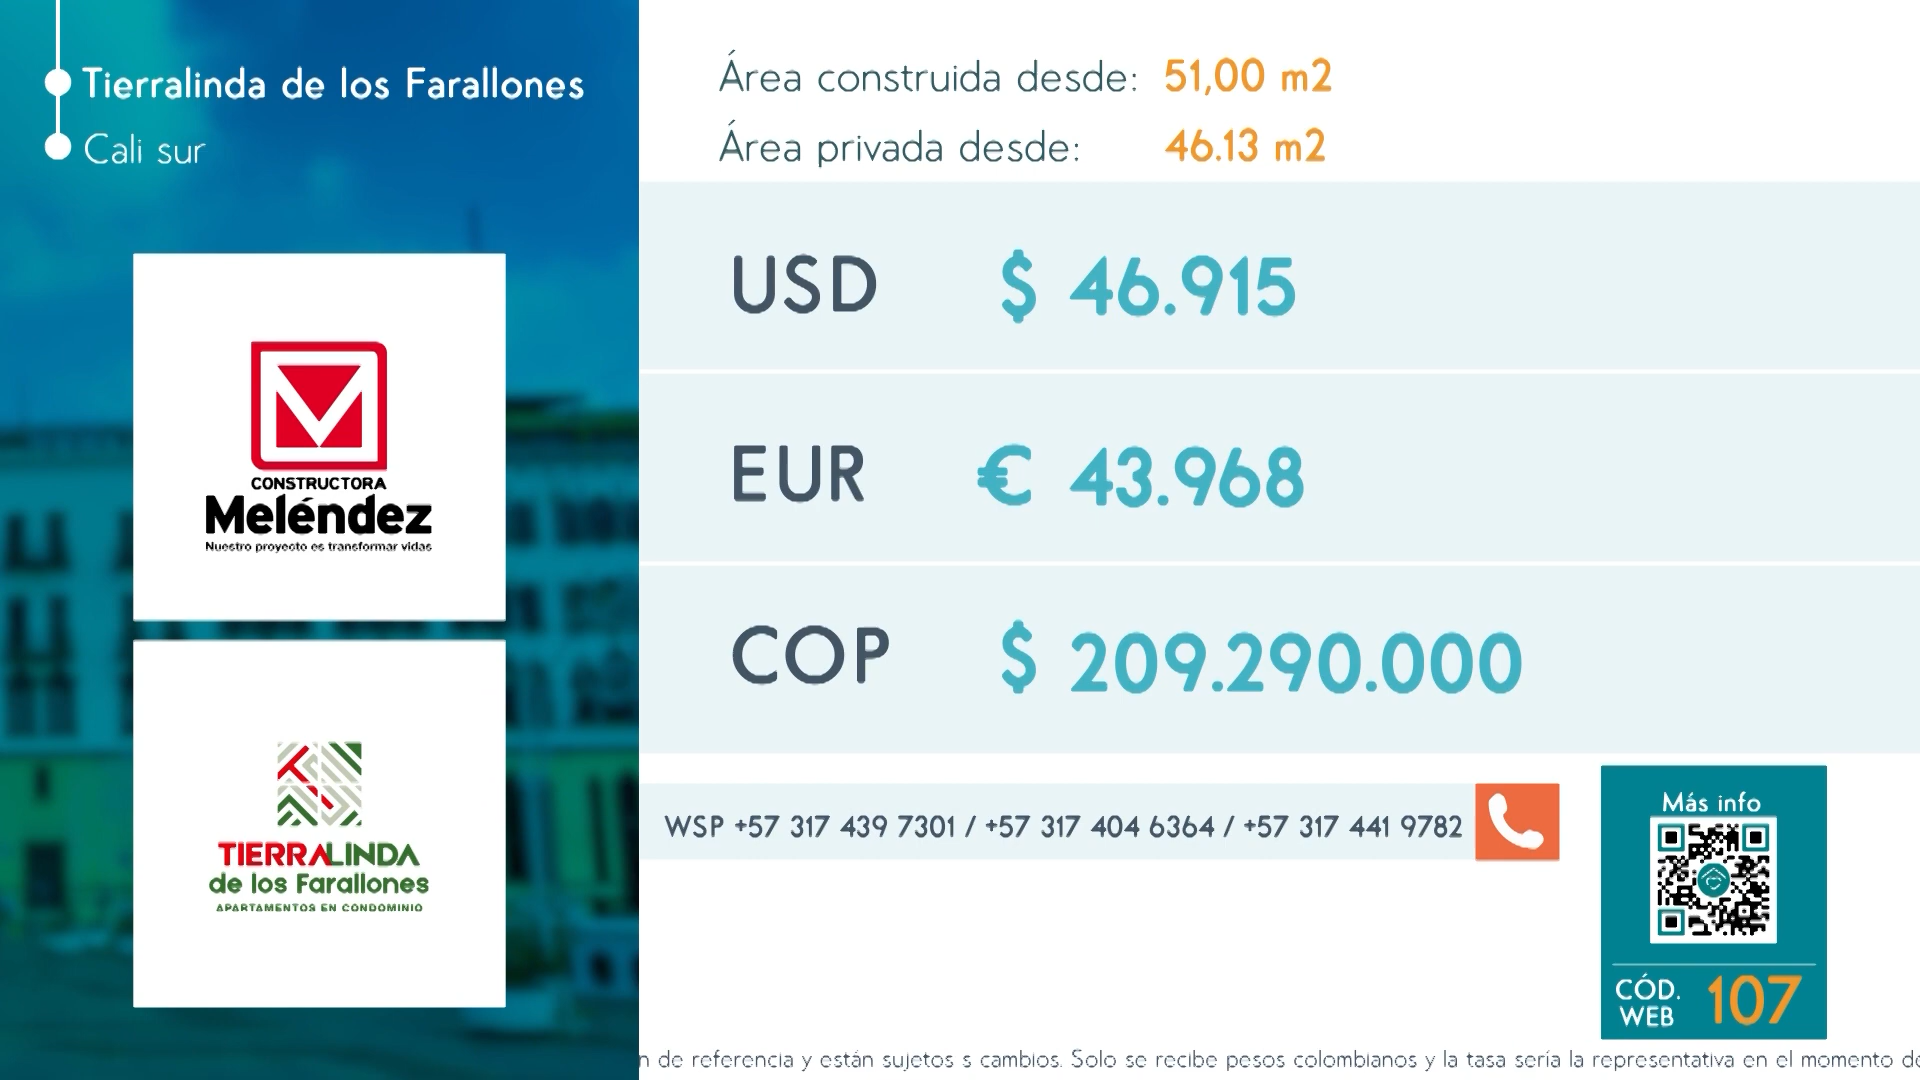 Tierralinda de los Farallones
Cali sur
CONSTRUCTORA
Meléndez
Nuestro proyecto es transformar vidas
TIERRALINDA
de los Farallones
APARTAMENTOS EN CONDOMINIO
Área construida desde: 51,00 m2
Área privada desde: 46.13 m2
USD $ 46.915
EUR € 43.968
COP $ 209.290.000
WSP +57 317 439 7301 / +57 317 404 6364 / +57 317 441 9782
Más info
CÓD. WEB 107
n de referencia y están sujetos s cambios. Solo se recibe pesos colombianos y la tasa sería la representativa en el momento de